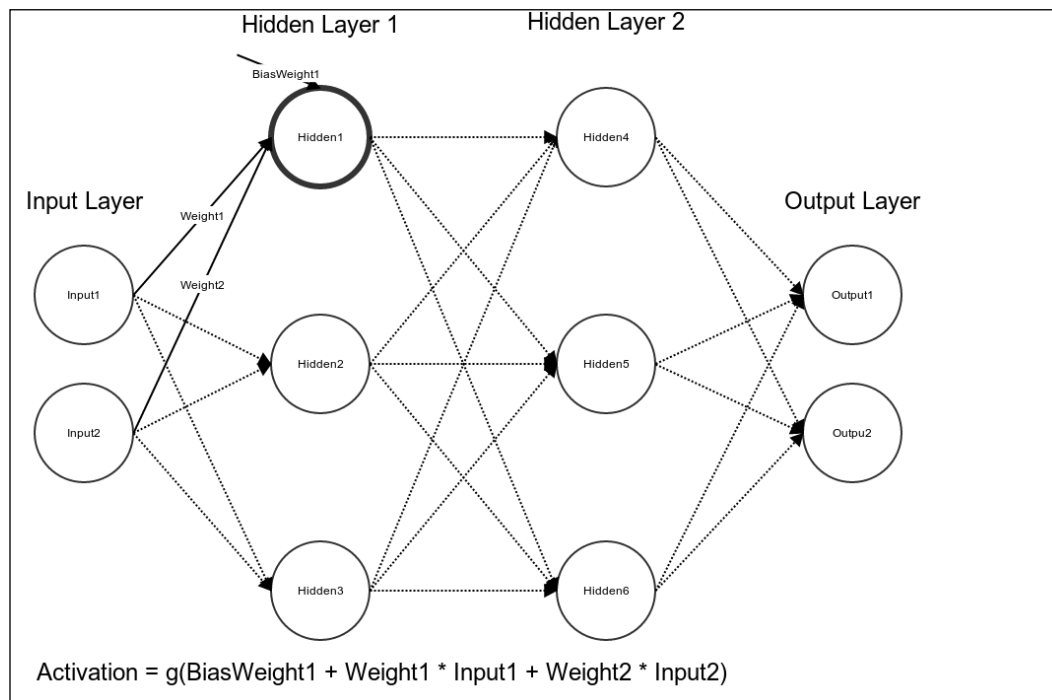 Hidden Layer 1
Hidden Layer 2
BiasWeight1
Hidden1
Hidden4
Input Layer
Weight1
Output Layer
Weight2
Input1
Output1
Hidden2
Hidden5
Input2
Outpu2
Hidden3
Hidden6
Activation = g(BiasWeight1 + Weight1 * Input1 + Weight2 * Input2)